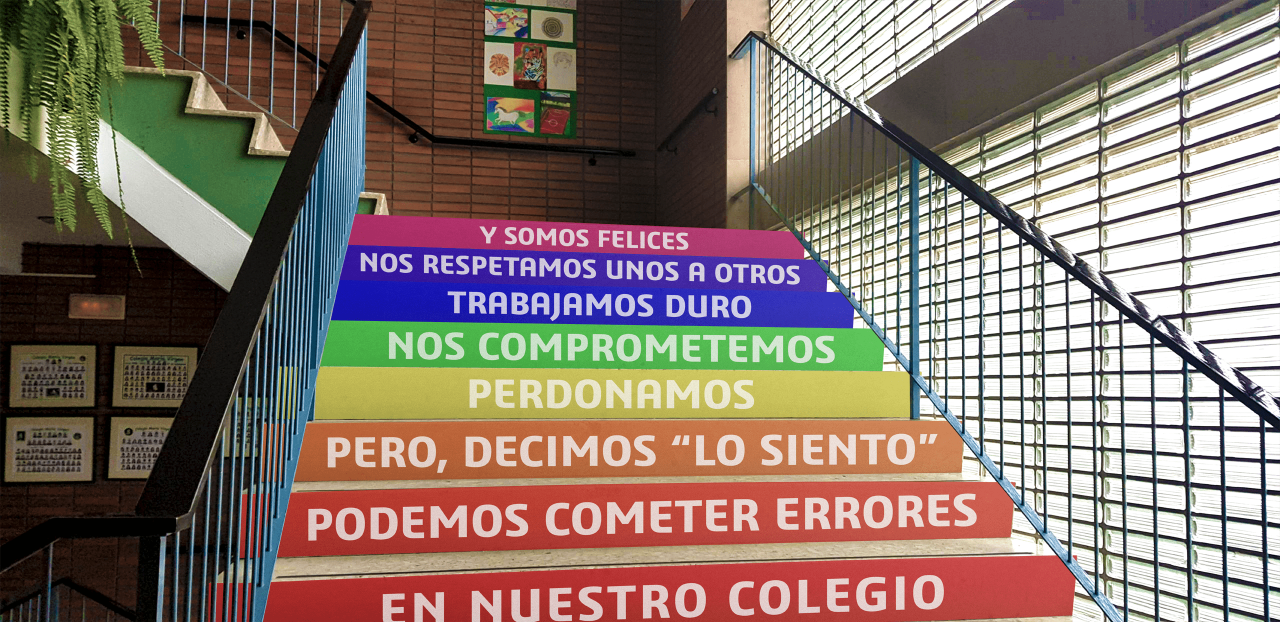 Y SOMOS FELICES
NOS RESPETAMOS UNOS A OTROS
TRABAJAMOS DURO
NOS COMPROMETEMOS
PERDONAMOS
PERO, DECIMOS “LO SIENTO”
PODEMOS COMETER ERRORES
EN NUESTRO COLEGIO